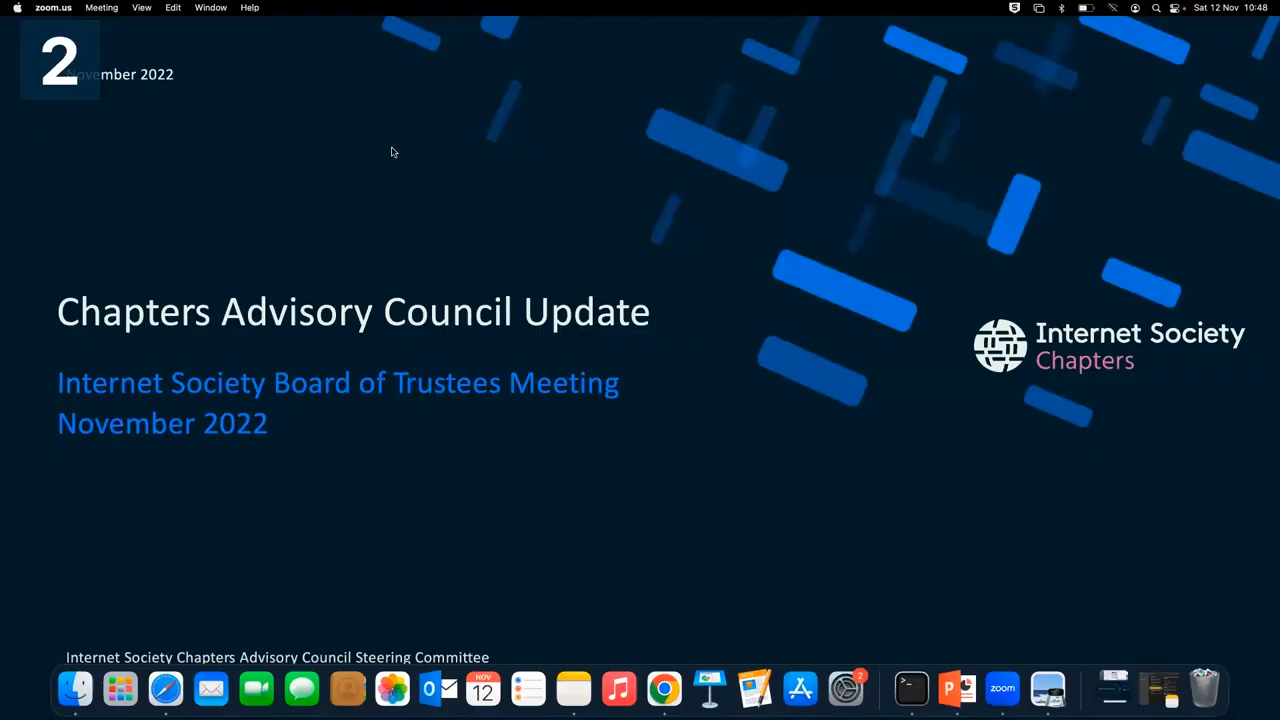 zoom.us Meeting View Edit Window Help Sat 12 Nov 10:48
2
November 2022
Chapters Advisory Council Update
Internet Society
Chapters
Internet Society Board of Trustees Meeting
November 2022
Internet Society Chapters Advisory Council Steering Committee
NOV
12
zoom
2